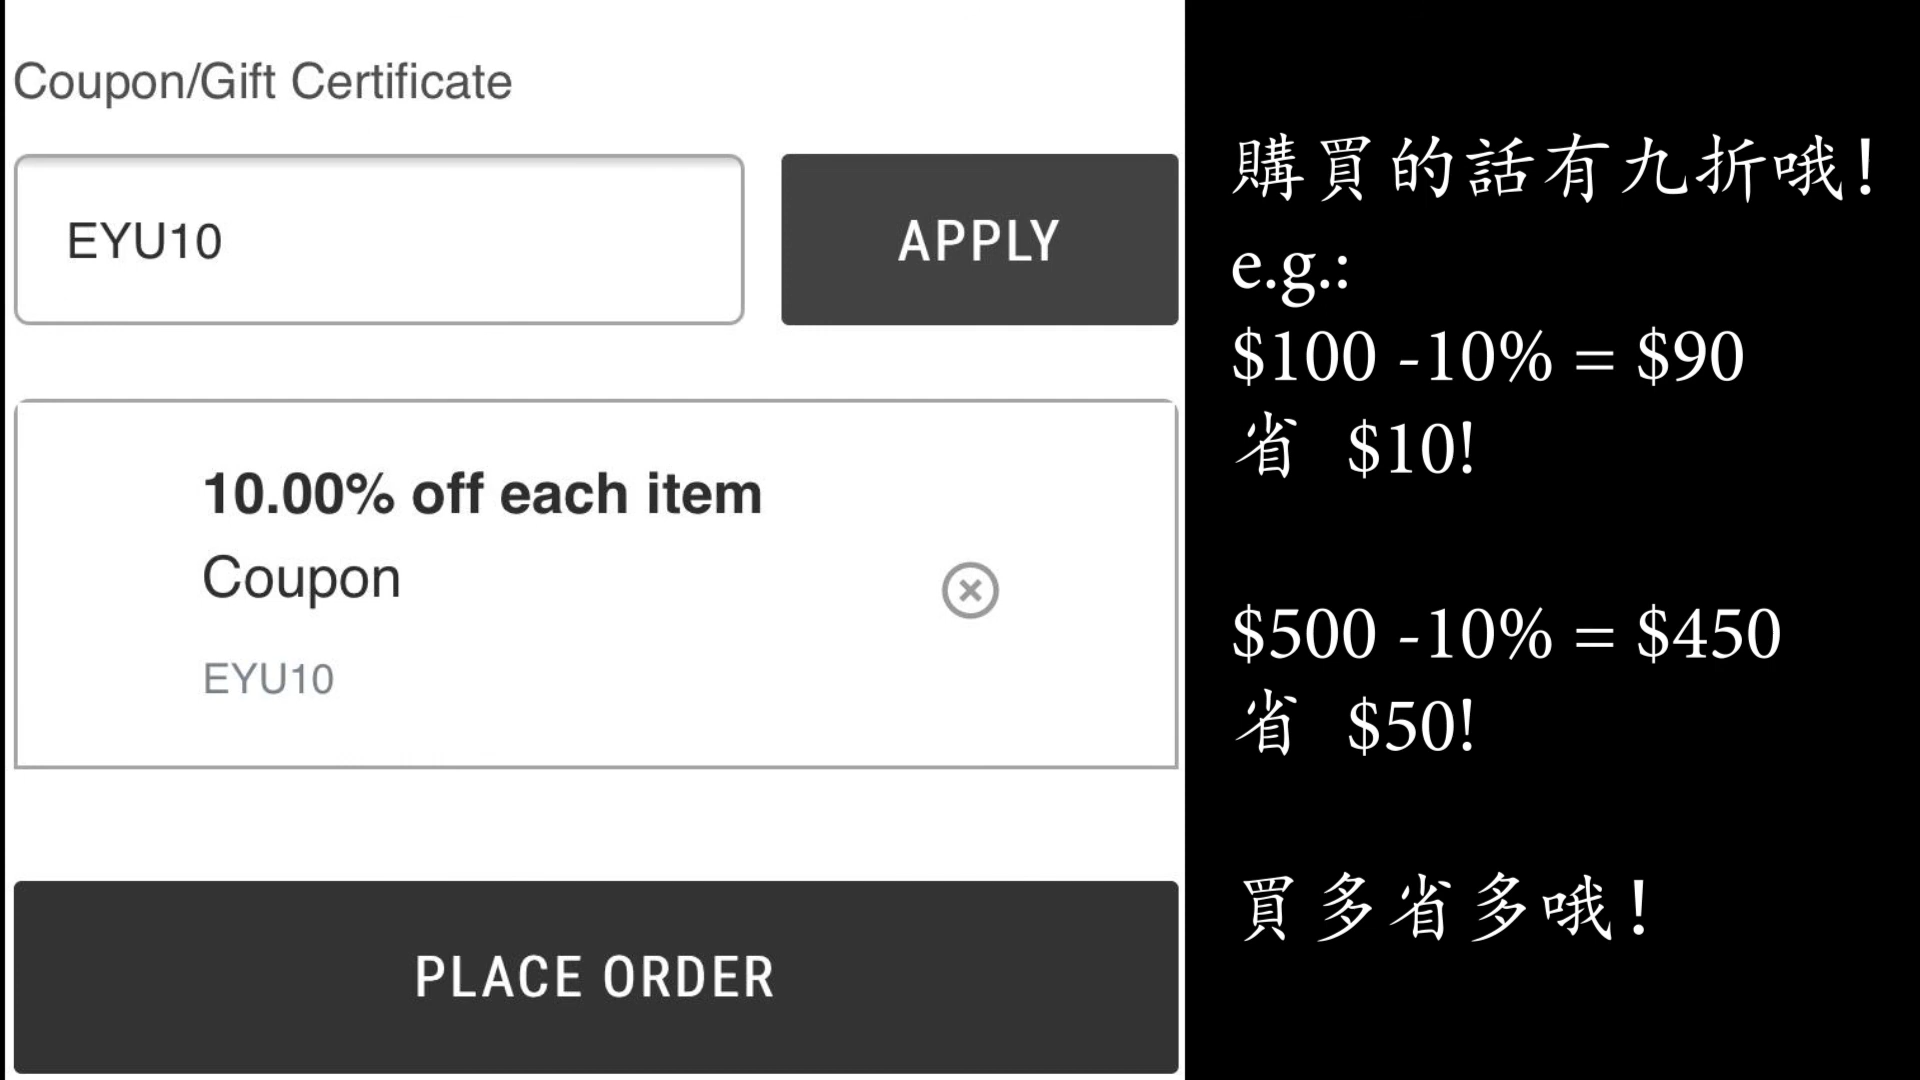 Coupon/Gift Certificate
EYU10
APPLY
10.00% off each item
Coupon
EYU10
PLACE ORDER
購買的話有九折哦!
e.g.:
$100 -10% = $90
省 $10!
$500 -10% = $450
省 $50!
買多省多哦!